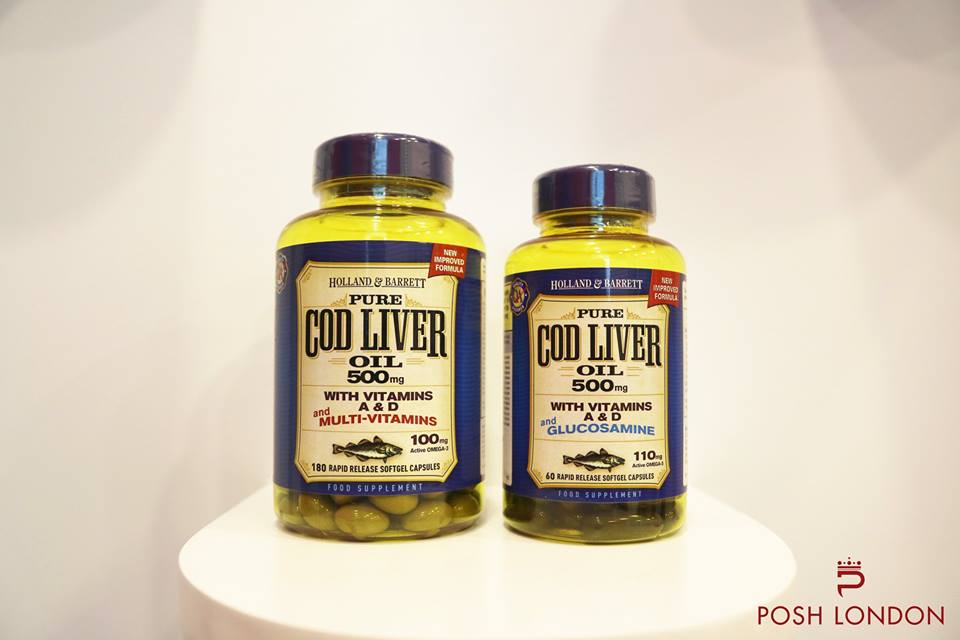 NEW
IMPROVED
FORMULA
HOLLAND & BARRETT
PURE
COD LIVER
OIL
500mg
WITH VITAMINS
A & D
and
MULTI-VITAMINS
100mg
Active OMEGA-3
180 RAPID RELEASE SOFTGEL CAPSULES
FOOD SUPPLEMENT
NEW
IMPROVED
FORMULA
HOLLAND & BARRETT
PURE
COD LIVER
OIL
500mg
WITH VITAMINS
A & D
and
GLUCOSAMINE
110mg
Active OMEGA-3
60 RAPID RELEASE SOFTGEL CAPSULES
FOOD SUPPLEMENT
POSH LONDON